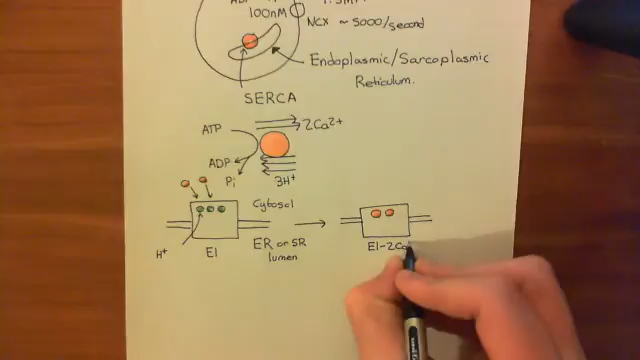 100nM
NCX ~ 5000/second
Endoplasmic/Sarcoplasmic
Reticulum.
SERCA
ATP
2Ca2+
ADP
Pi
3H+
Cytosol
H+
E1
ER or SR
lumen
E1-2Ca